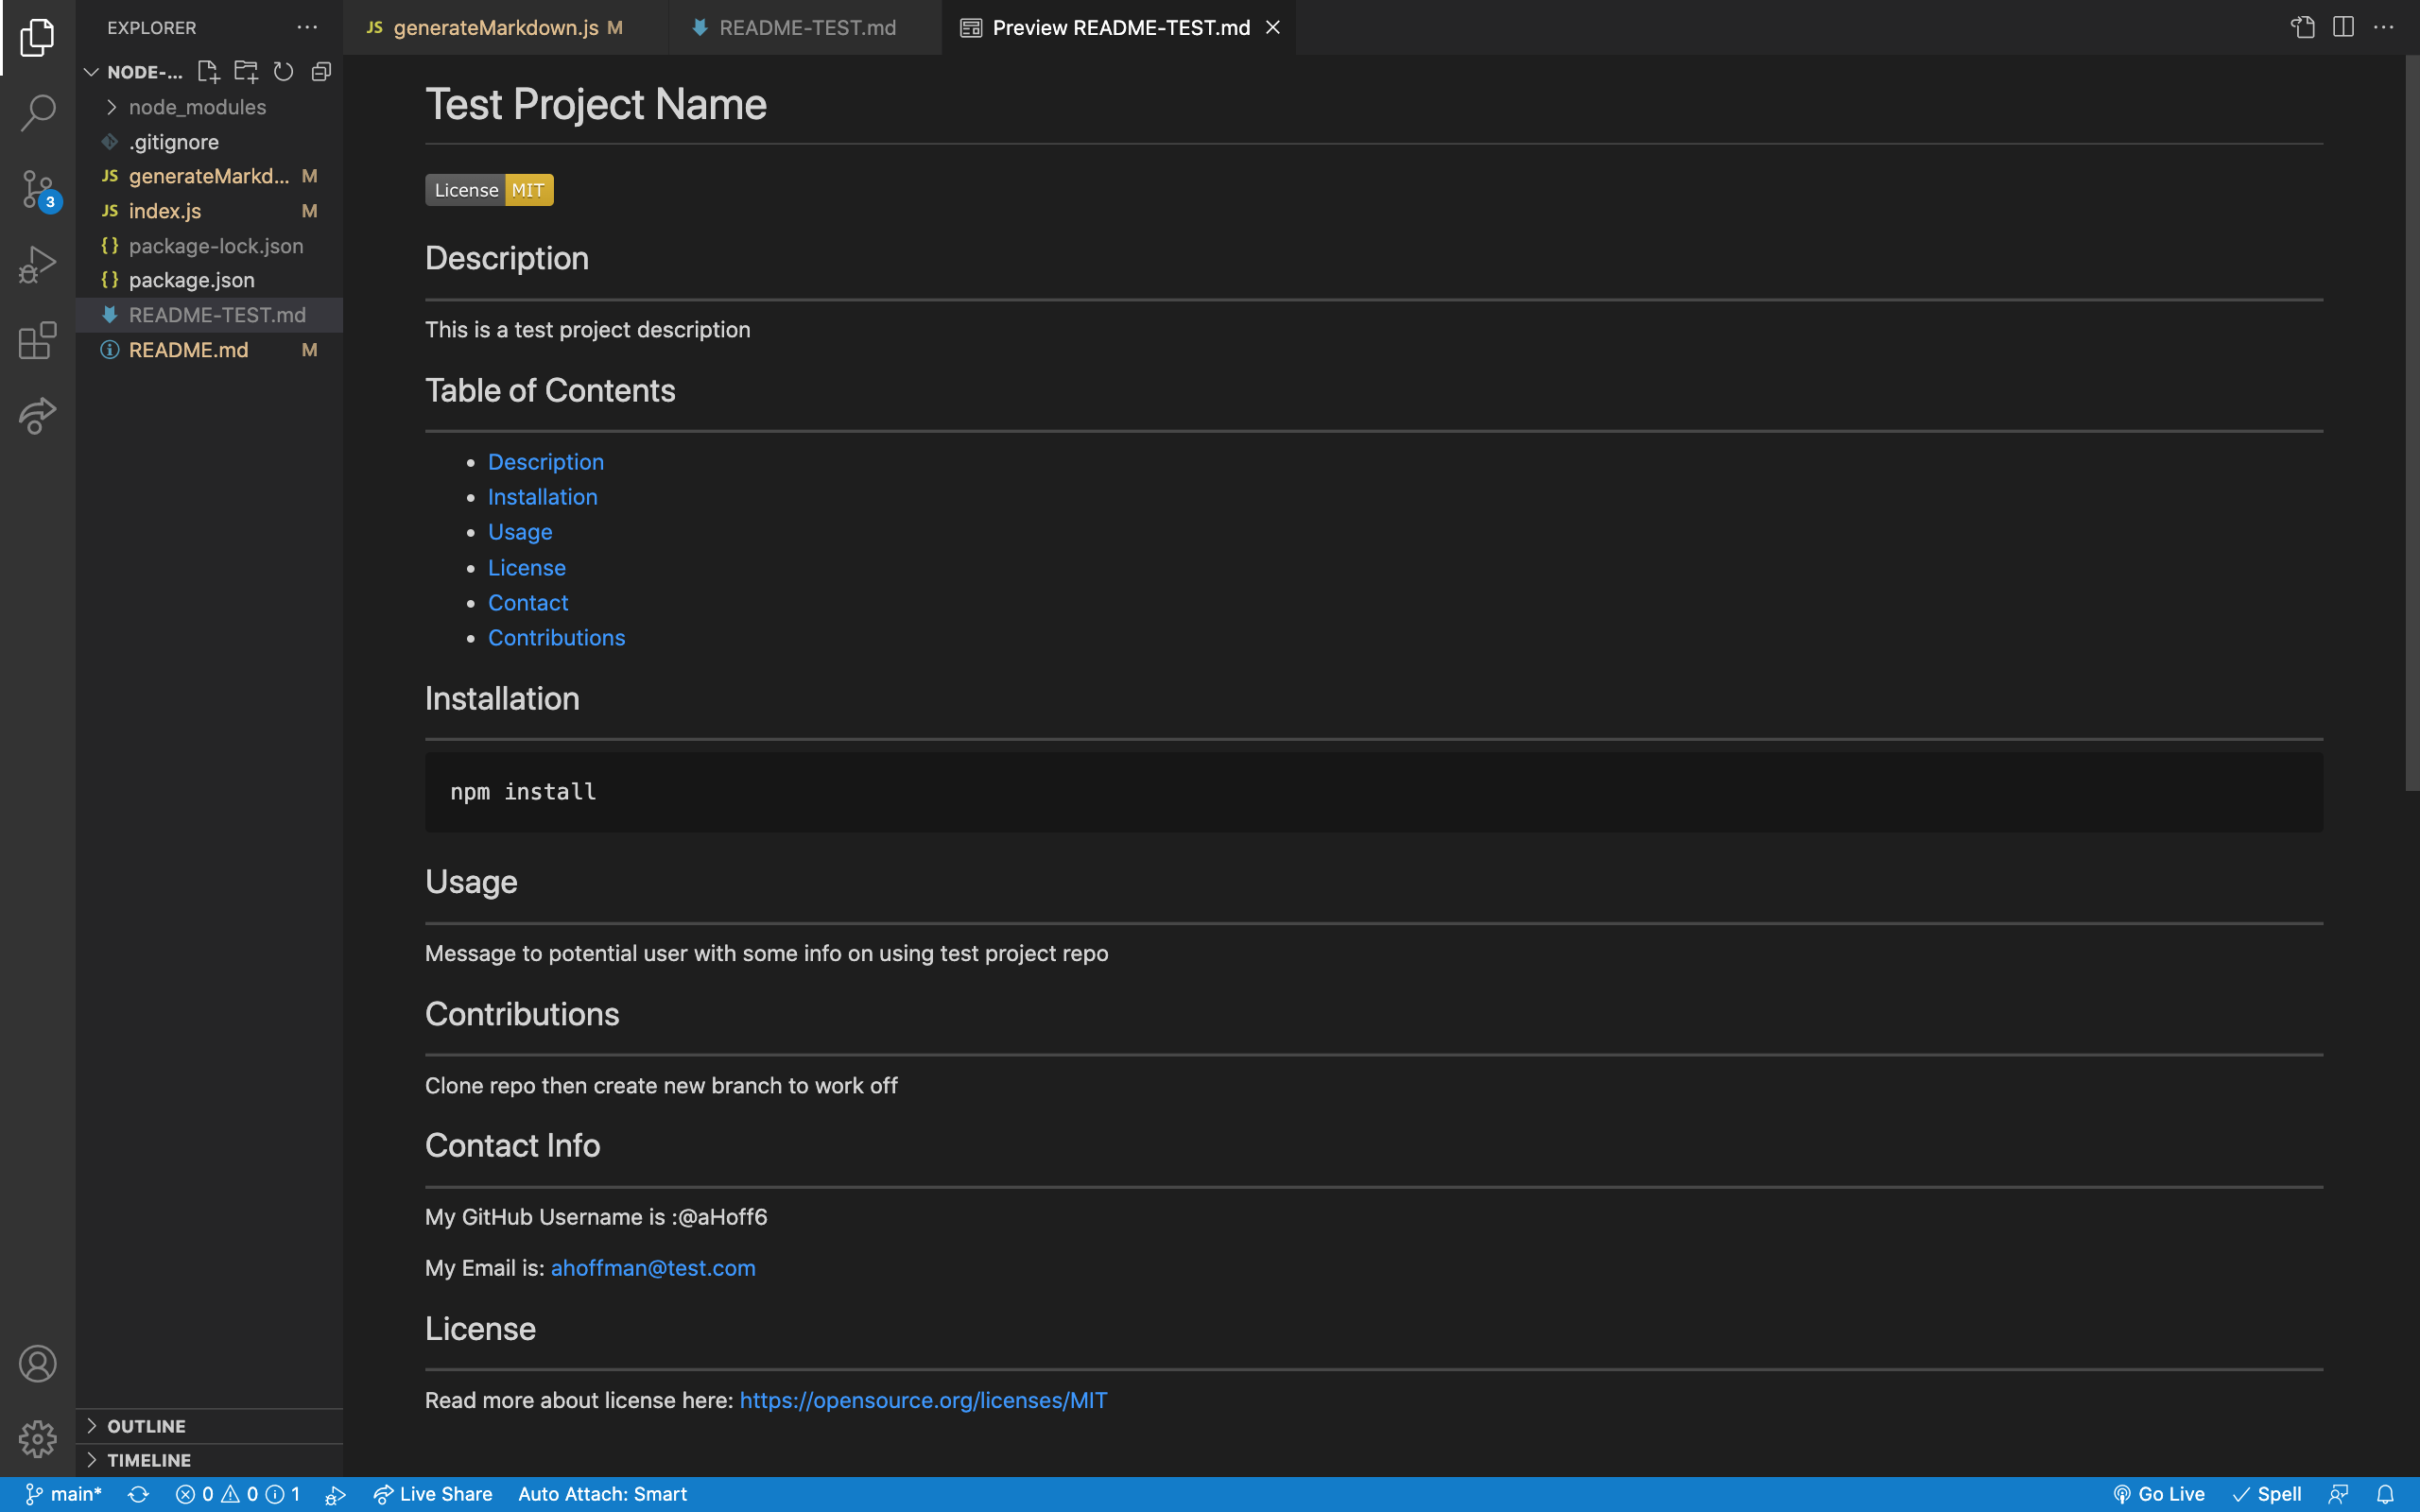 EXPLORER
NODE-...
node_modules
.gitignore
JS generateMarkd... M
JS index.js M
{} package-lock.json
{} package.json
README-TEST.md
README.md M
3
OUTLINE
TIMELINE
JS generateMarkdown.js M
README-TEST.md
Preview README-TEST.md
Test Project Name
License MIT
Description
This is a test project description
Table of Contents
• Description
• Installation
• Usage
• License
• Contact
• Contributions
Installation
npm install
Usage
Message to potential user with some info on using test project repo
Contributions
Clone repo then create new branch to work off
Contact Info
My GitHub Username is :@aHoff6
My Email is: ahoffman@test.com
License
Read more about license here: https://opensource.org/licenses/MIT
main* 0 0 1 Live Share Auto Attach: Smart Go Live Spell